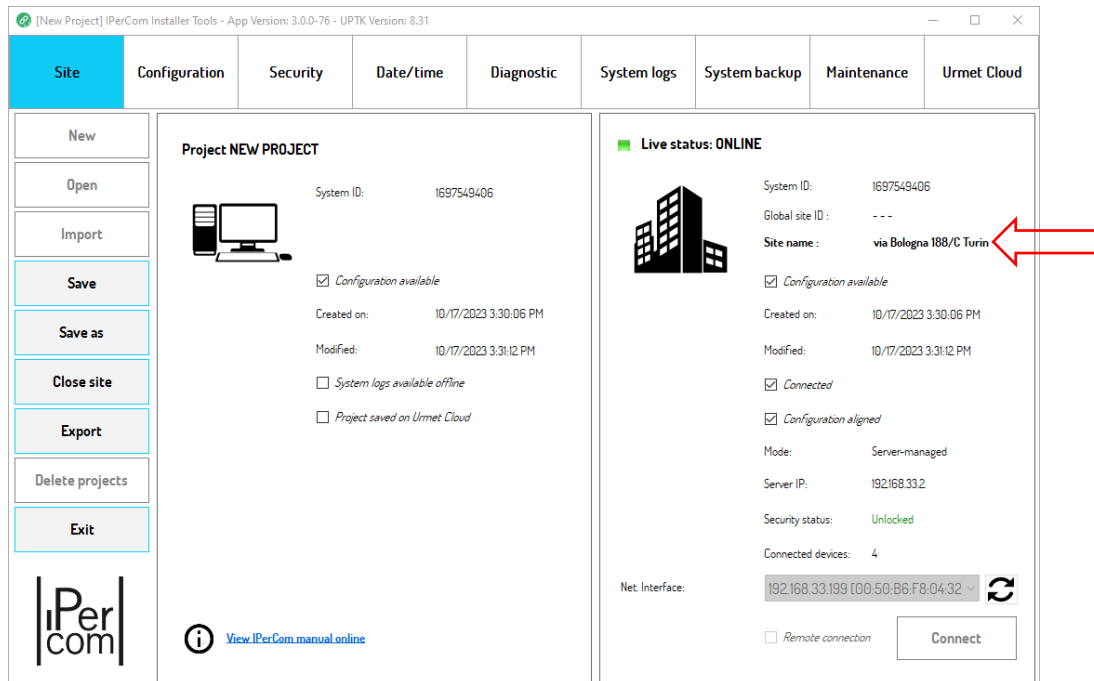 [New Project] IPerCom Installer Tools - App Version: 3.0.0-76 - UPTK Version: 8.31
Site
Configuration
Security
Date/time
Diagnostic
System logs
System backup
Maintenance
Urmet Cloud
New
Open
Import
Save
Save as
Close site
Export
Delete projects
Exit
IPer
com
Project NEW PROJECT
System ID: 1697549406
Configuration available
Created on: 10/17/2023 3:30:06 PM
Modified: 10/17/2023 3:31:12 PM
System logs available offline
Project saved on Urmet Cloud
View IPerCom manual online
Live status: ONLINE
System ID: 1697549406
Global site ID : ---
Site name : via Bologna 188/C Turin
Configuration available
Created on: 10/17/2023 3:30:06 PM
Modified: 10/17/2023 3:31:12 PM
Connected
Configuration aligned
Mode: Server-managed
Server IP: 192.168.33.2
Security status: Unlocked
Connected devices: 4
Net. Interface: 192.168.33.199 [00:50:B6:F8:04:32
Remote connection
Connect